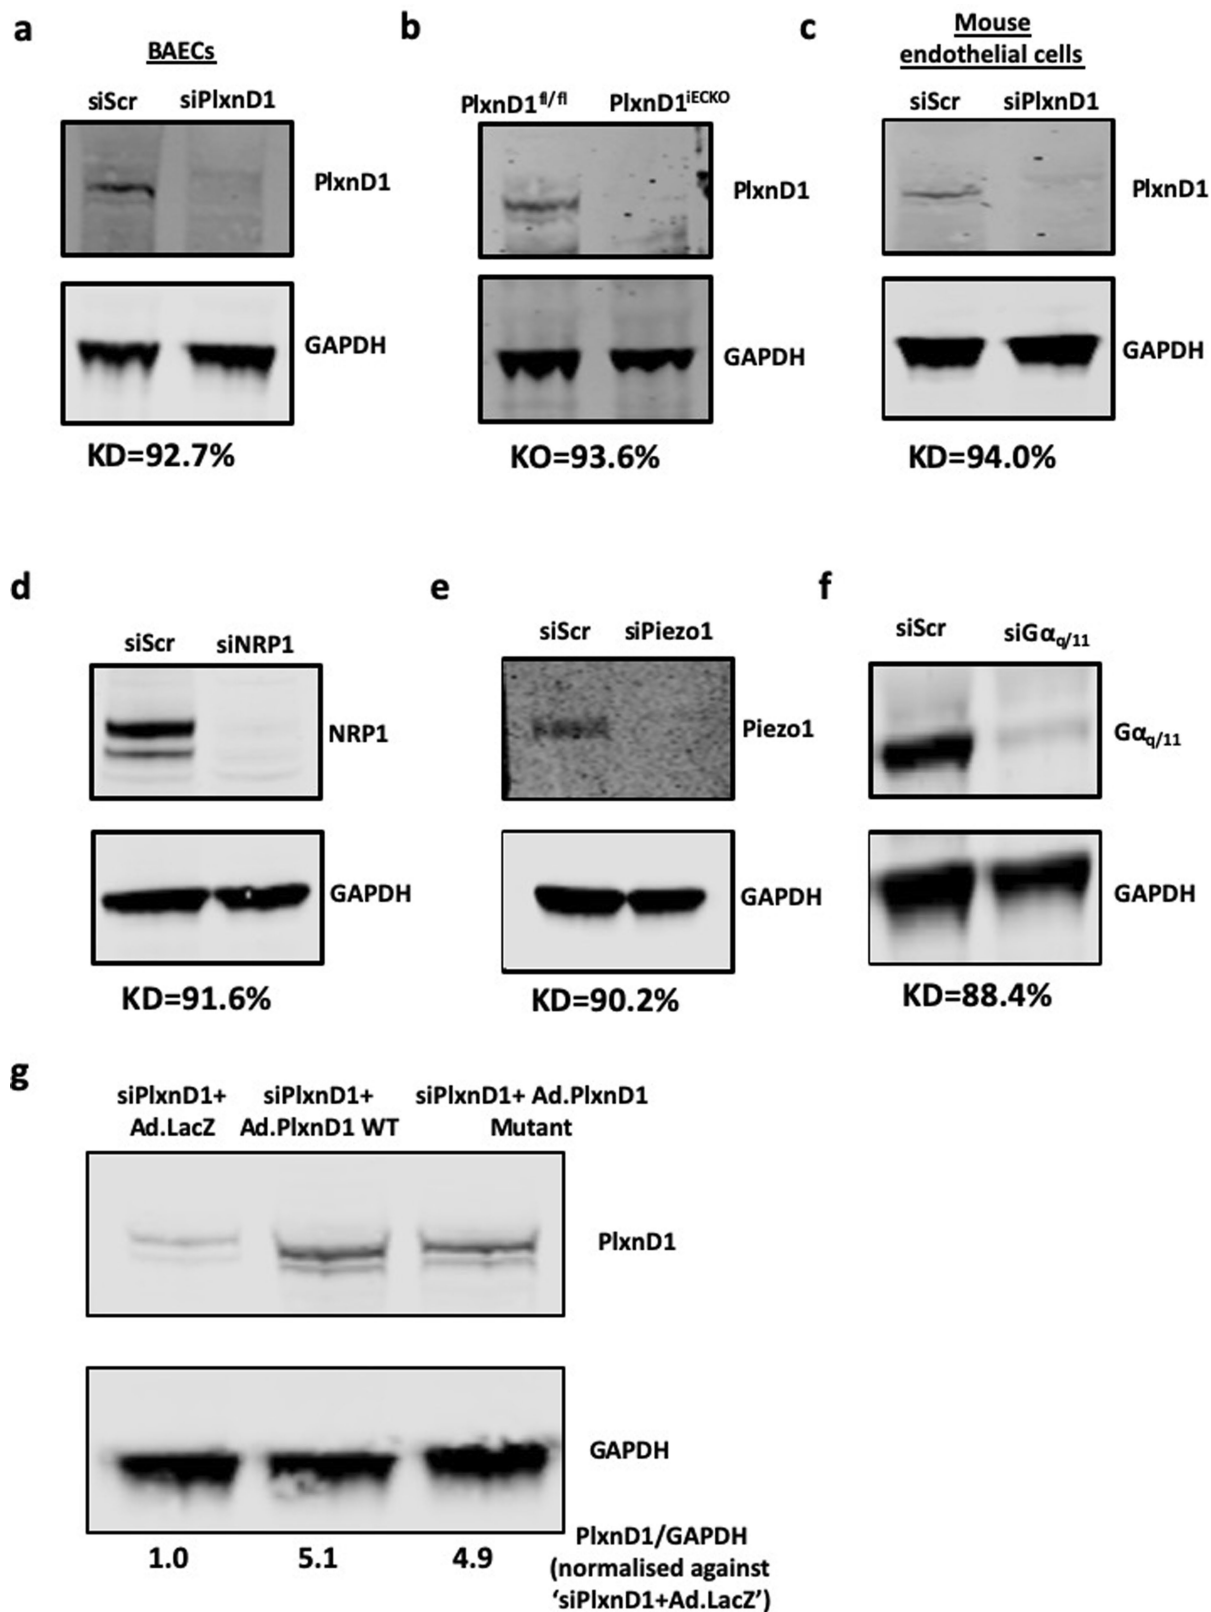 a
BAECs
siScr siPlxnD1
PlxnD1
GAPDH
KD=92.7%
b
PlxnD1fl/fl PlxnD1iECKO
PlxnD1
GAPDH
KO=93.6%
c
Mouse
endothelial cells
siScr siPlxnD1
PlxnD1
GAPDH
KD=94.0%
d
siScr siNRP1
NRP1
GAPDH
KD=91.6%
e
siScr siPiezo1
Piezo1
GAPDH
KD=90.2%
f
siScr siGαq/11
Gαq/11
GAPDH
KD=88.4%
g
siPlxnD1+ siPlxnD1+ siPlxnD1+ Ad.PlxnD1
Ad.LacZ Ad.PlxnD1 WT Mutant
PlxnD1
GAPDH
1.0 5.1 4.9
PlxnD1/GAPDH
(normalised against
‘siPlxnD1+Ad.LacZ’)